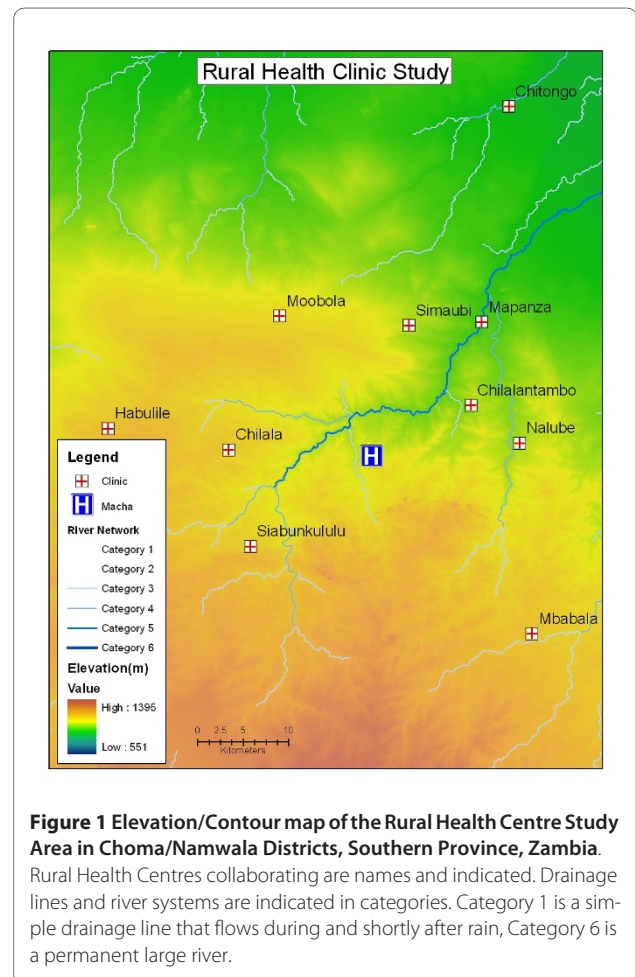 Rural Health Clinic Study
Chitongo
Moobola
Simaubi
Mapanza
Chilalantambo
Habulile
Chilala
Nalube
Siabunkululu
Mbabala
Legend
Clinic
H Macha
River Network
Category 1
Category 2
Category 3
Category 4
Category 5
Category 6
Elevation(m)
Value
High : 1395
Low : 551
0 2.5 5 10
Kilometers
H
Figure 1 Elevation/Contour map of the Rural Health Centre Study
Area in Choma/Namwala Districts, Southern Province, Zambia.
Rural Health Centres collaborating are names and indicated. Drainage
lines and river systems are indicated in categories. Category 1 is a sim-
ple drainage line that flows during and shortly after rain, Category 6 is
a permanent large river.